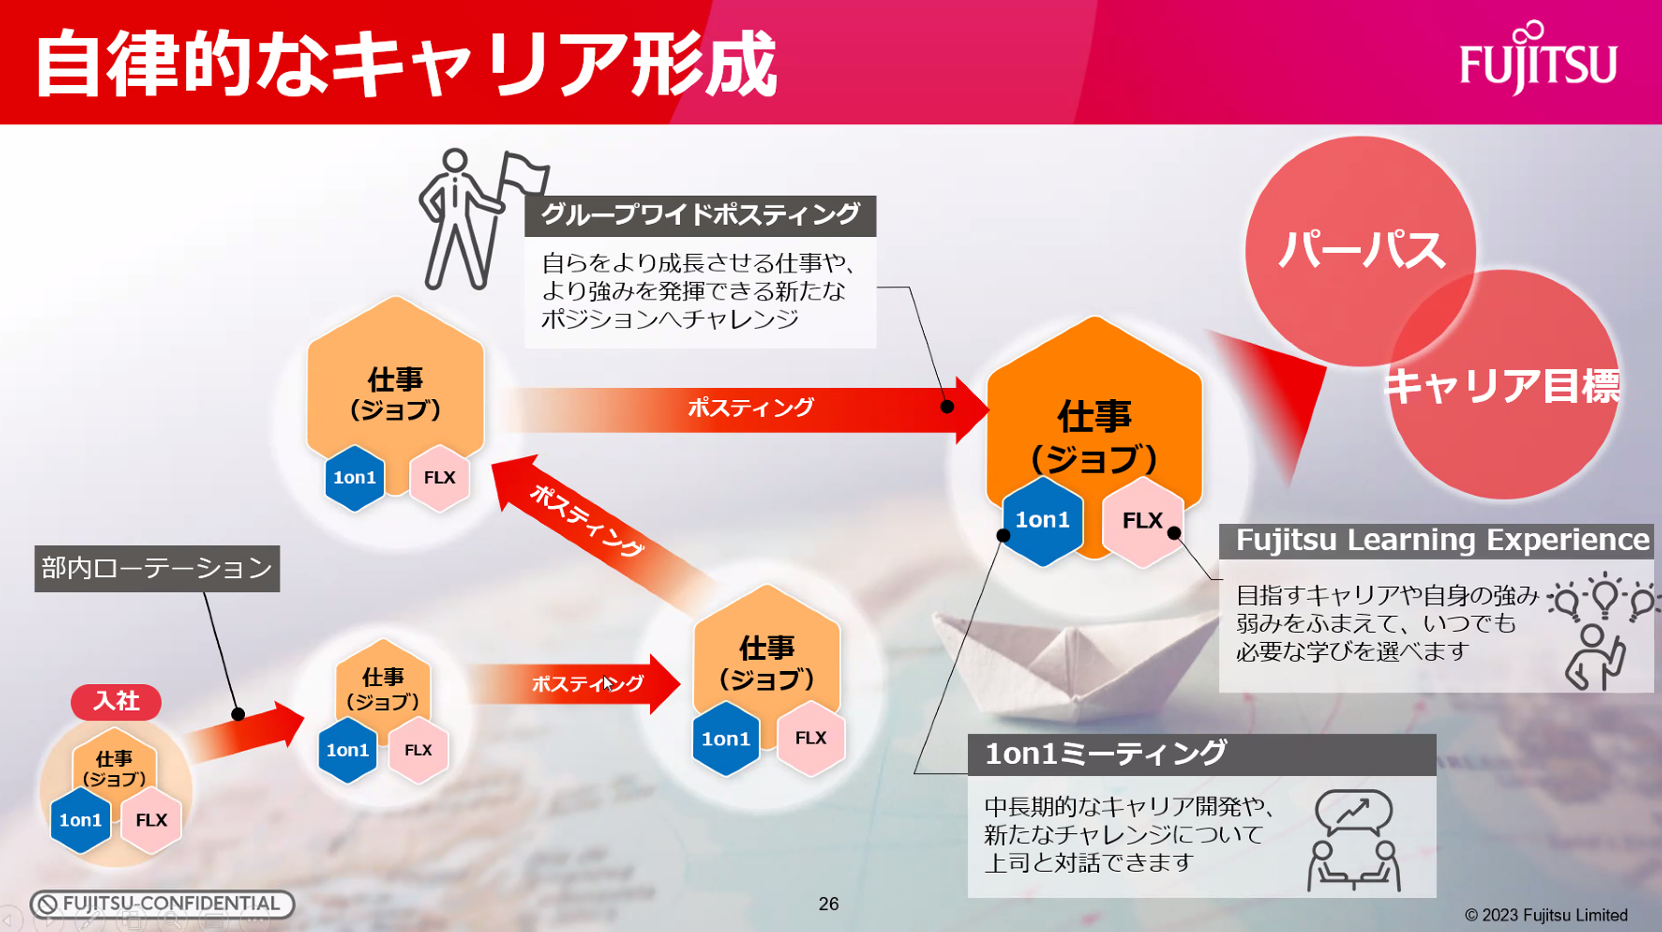 自律的なキャリア形成
FUJITSU
グループワイドポスティング
自らをより成長させる仕事や、
より強みを発揮できる新たな
ポジションへチャレンジ
パーパス
キャリア目標
仕事
（ジョブ）
1on1
FLX
ポスティング
仕事
（ジョブ）
1on1
FLX
ポスティング
Fujitsu Learning Experience
目指すキャリアや自身の強み・
弱みをふまえて、いつでも
必要な学びを選べます
部内ローテーション
入社
仕事
（ジョブ）
1on1
FLX
仕事
（ジョブ）
1on1
FLX
ポスティング
仕事
（ジョブ）
1on1
FLX
1on1ミーティング
中長期的なキャリア開発や、
新たなチャレンジについて
上司と対話できます
FUJITSU-CONFIDENTIAL
26
© 2023 Fujitsu Limited